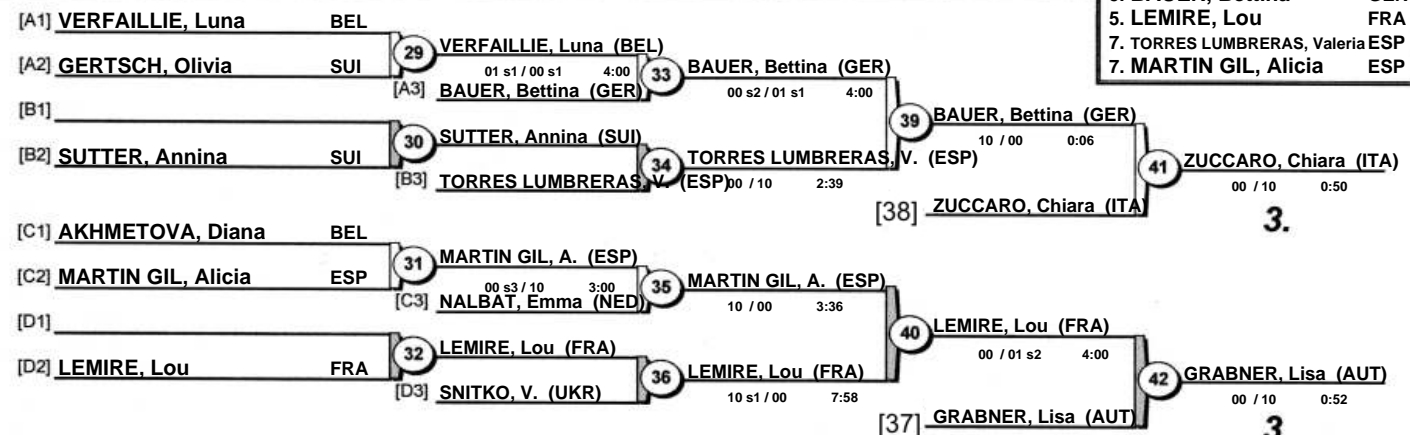 5. LEMIRE, Lou FRA
7. TORRES LUMBRERAS, Valeria ESP
7. MARTIN GIL, Alicia ESP
[A1] VERFAILLIE, Luna BEL
[A2] GERTSCH, Olivia SUI
29
VERFAILLIE, Luna (BEL)
01 s1 / 00 s1 4:00
[A3] BAUER, Bettina (GER)
33
BAUER, Bettina (GER)
00 s2 / 01 s1 4:00
[B1]
[B2] SUTTER, Annina SUI
30
SUTTER, Annina (SUI)
[B3] TORRES LUMBRERAS, V. (ESP)
34
TORRES LUMBRERAS, V. (ESP)
00 / 10 2:39
39
BAUER, Bettina (GER)
10 / 00 0:06
[38] ZUCCARO, Chiara (ITA)
41
ZUCCARO, Chiara (ITA)
00 / 10 0:50
3.
[C1] AKHMETOVA, Diana BEL
[C2] MARTIN GIL, Alicia ESP
31
MARTIN GIL, A. (ESP)
00 s3 / 10 3:00
[C3] NALBAT, Emma (NED)
35
MARTIN GIL, A. (ESP)
10 / 00 3:36
[D1]
[D2] LEMIRE, Lou FRA
32
LEMIRE, Lou (FRA)
[D3] SNITKO, V. (UKR)
36
LEMIRE, Lou (FRA)
10 s1 / 00 7:58
40
LEMIRE, Lou (FRA)
00 / 01 s2 4:00
[37] GRABNER, Lisa (AUT)
42
GRABNER, Lisa (AUT)
00 / 10 0:52
3